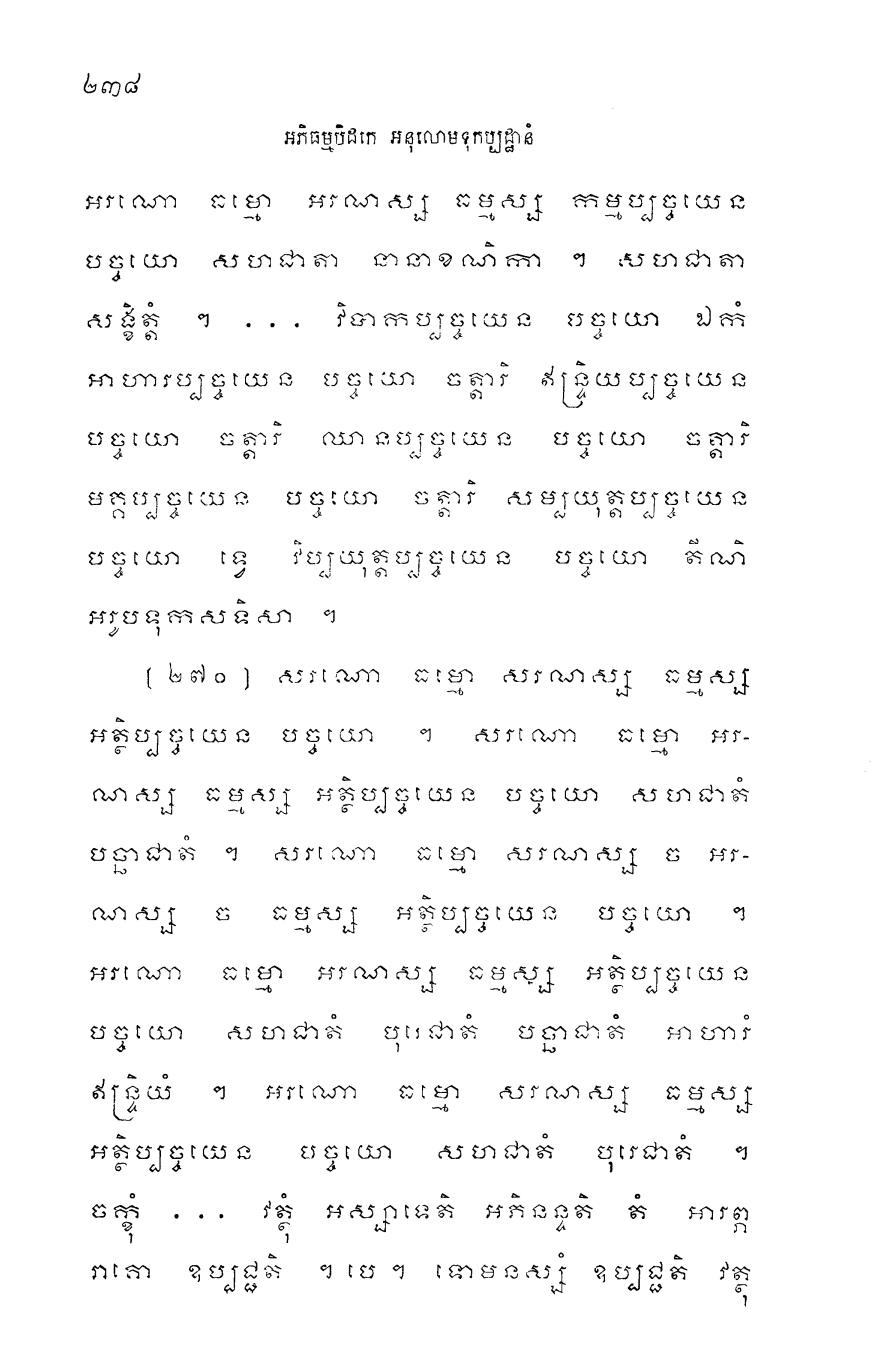 ២៣៨
អភិធម្មបិដកេ អនុលោមទុកប្បដ្ឋានំ
អរណោ ធម្មោ អរណស្ស ធម្មស្ស កម្មប្បច្ចយេន
បច្ចយោ សហជាតា នានាខណិកា ។ សហជាតា
សង្ខិត្តំ ។ ... វិបាកប្បច្ចយេន បច្ចយោ ឯកំ
អាហារប្បច្ចយេន បច្ចយោ ចត្តារិ ឥន្ទ្រិយប្បច្ចយេន
បច្ចយោ ចត្តារិ ឈានប្បច្ចយេន បច្ចយោ ចត្តារិ
មគ្គប្បច្ចយេន បច្ចយោ ចត្តារិ សម្បយុត្តប្បច្ចយេន
បច្ចយោ ទ្វេ វិប្បយុត្តប្បច្ចយេន បច្ចយោ តីណិ
អរូបទុកសទិសា ។
[២៧០] សរណោ ធម្មោ សរណស្ស ធម្មស្ស
អត្ថិប្បច្ចយេន បច្ចយោ ។ សរណោ ធម្មោ អរ-
ណស្ស ធម្មស្ស អត្ថិប្បច្ចយេន បច្ចយោ សហជាតំ
បច្ឆាជាតំ ។ សរណោ ធម្មោ សរណស្ស ច អរ-
ណស្ស ច ធម្មស្ស អត្ថិប្បច្ចយេន បច្ចយោ ។
អរណោ ធម្មោ អរណស្ស ធម្មស្ស អត្ថិប្បច្ចយេន
បច្ចយោ សហជាតំ បុរេជាតំ បច្ឆាជាតំ អាហារំ
ឥន្ទ្រិយំ ។ អរណោ ធម្មោ សរណស្ស ធម្មស្ស
អត្ថិប្បច្ចយេន បច្ចយោ សហជាតំ បុរេជាតំ ។
ចក្ខុំ ... វត្ថុំ អស្សាទេតិ អភិនន្ទតិ តំ អារព្ភ
រាគោ ឧប្បជ្ជតិ ។ បេ ។ ទោមនស្សំ ឧប្បជ្ជតិ វត្ថុ